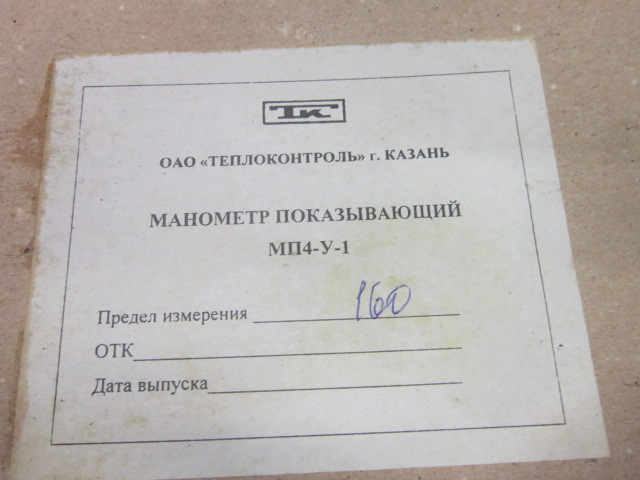 ТК
ОАО «ТЕПЛОКОНТРОЛЬ» г. КАЗАНЬ
МАНОМЕТР ПОКАЗЫВАЮЩИЙ
МП4-У-1
Предел измерения 160
ОТК
Дата выпуска